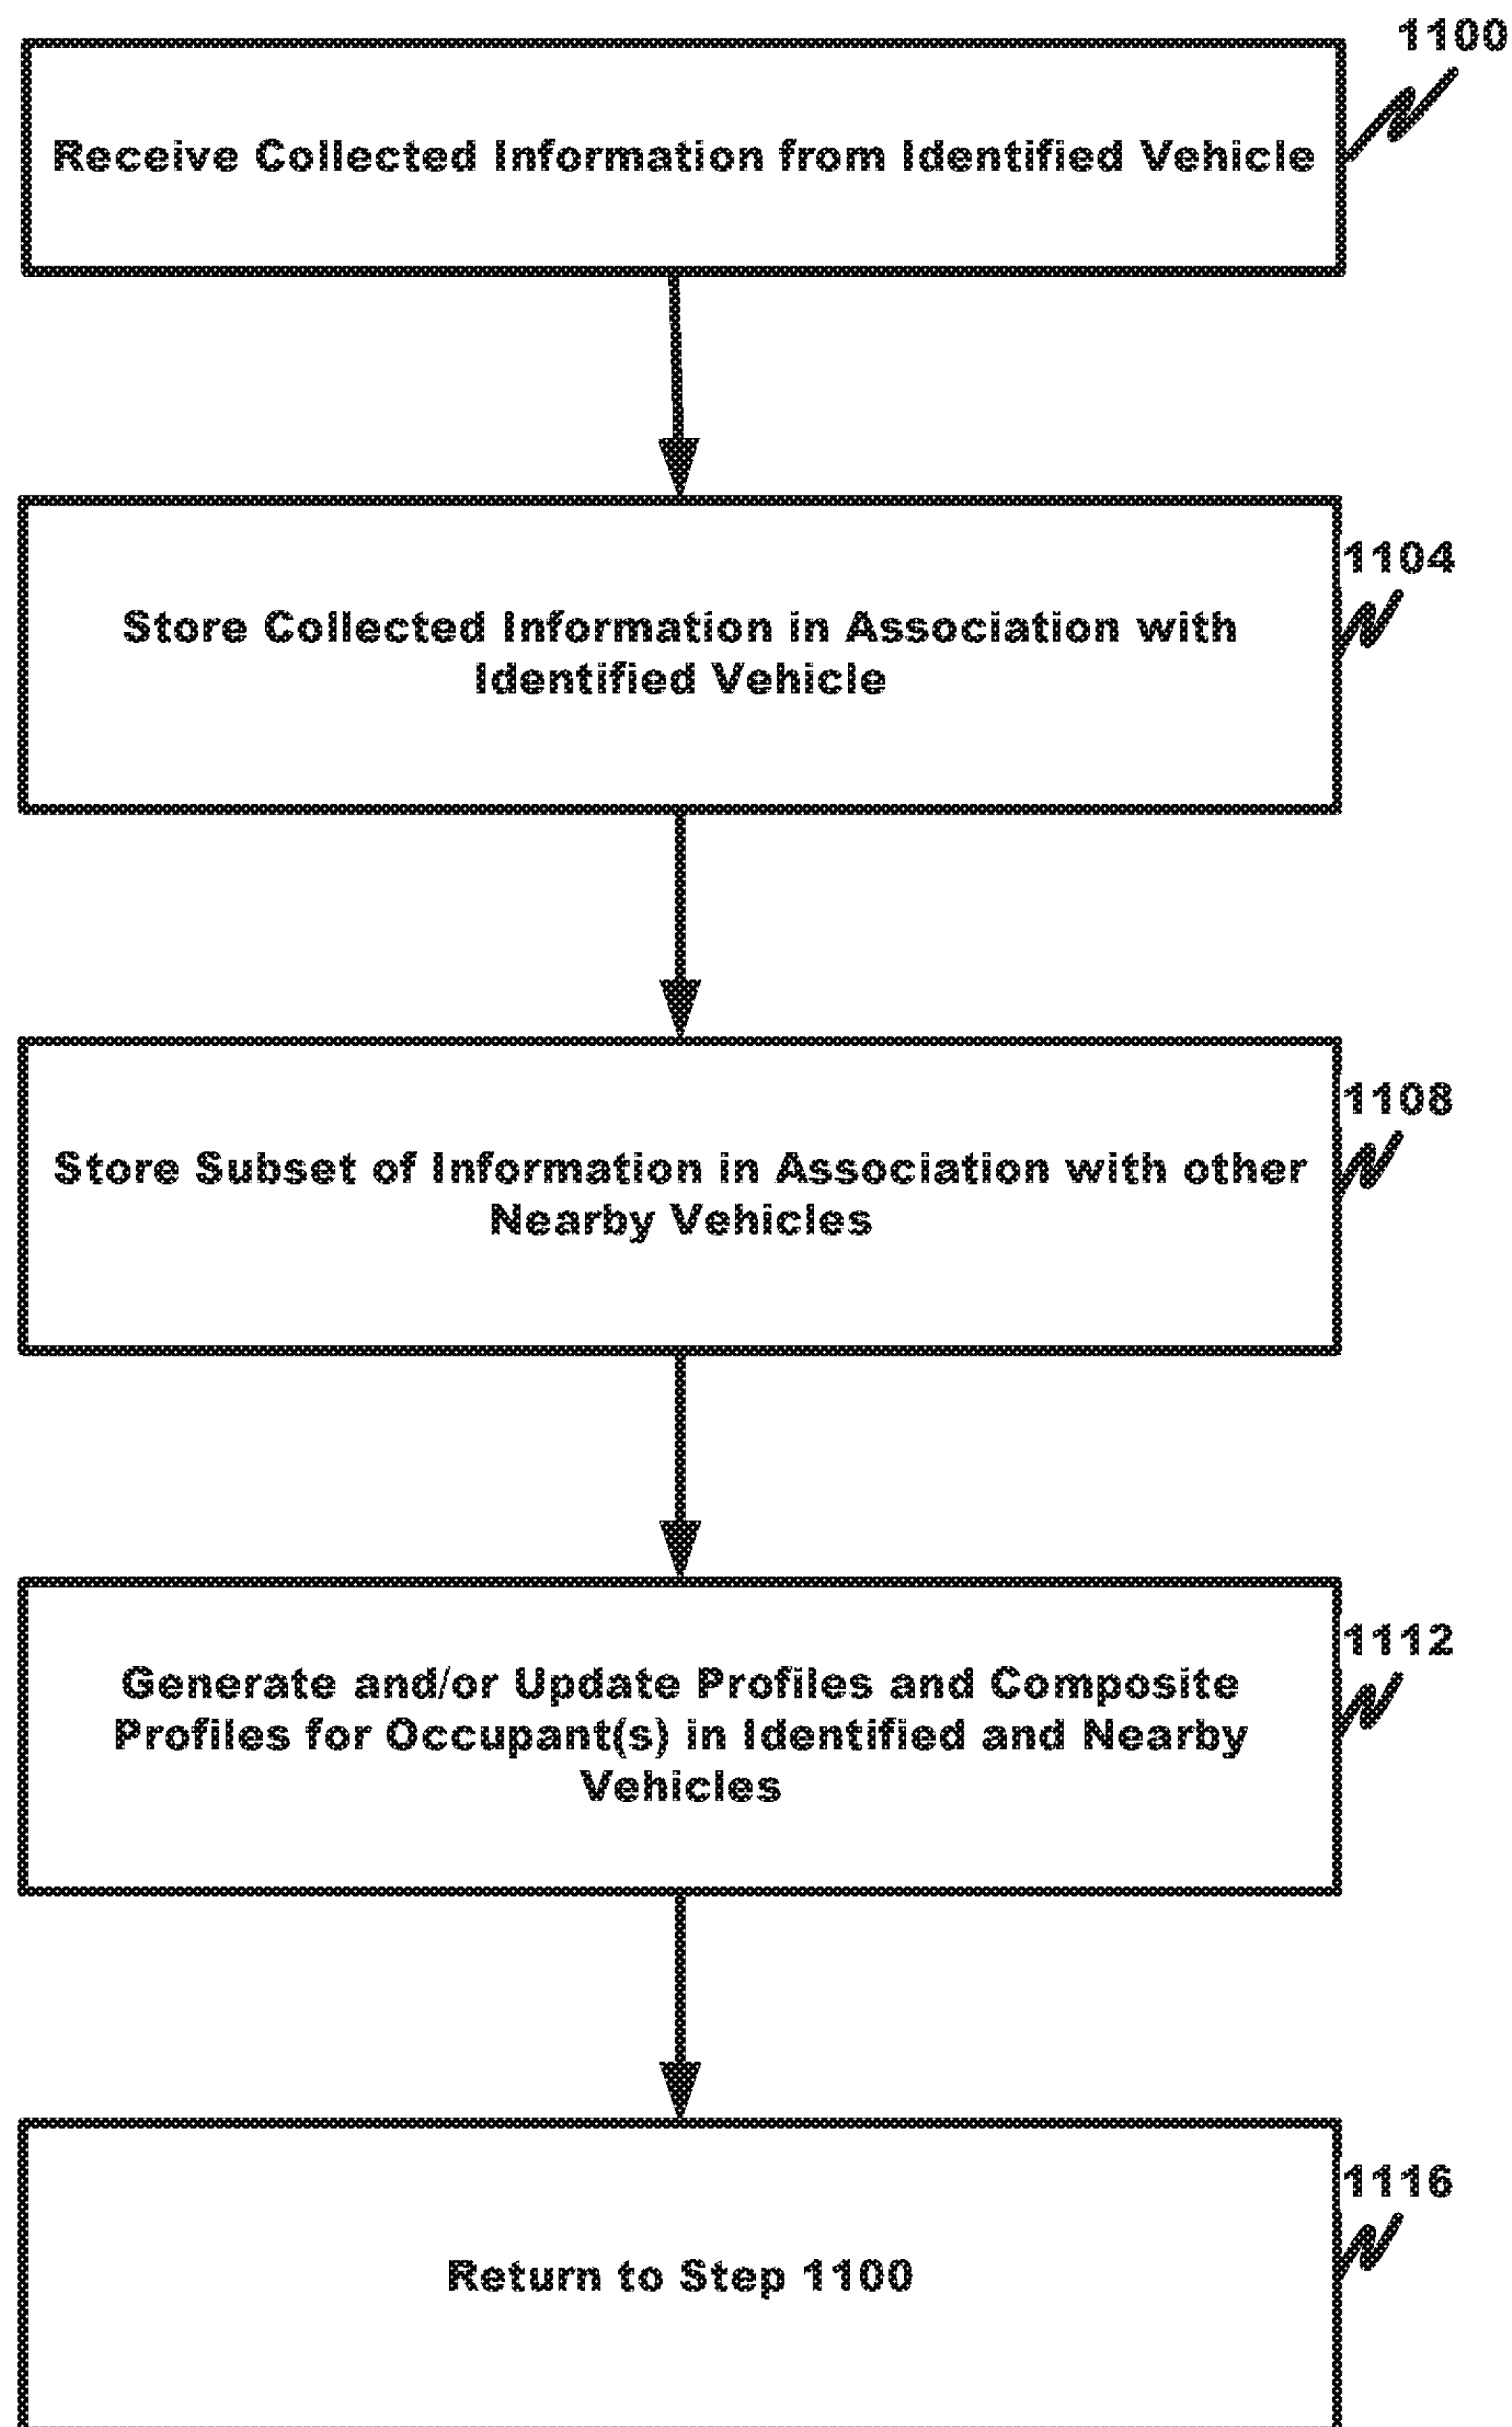 1100
Receive Collected Information from Identified Vehicle
1104
Store Collected Information in Association with
Identified Vehicle
1108
Store Subset of Information in Association with other
Nearby Vehicles
1112
Generate and/or Update Profiles and Composite
Profiles for Occupant(s) in Identified and Nearby
Vehicles
1116
Return to Step 1100